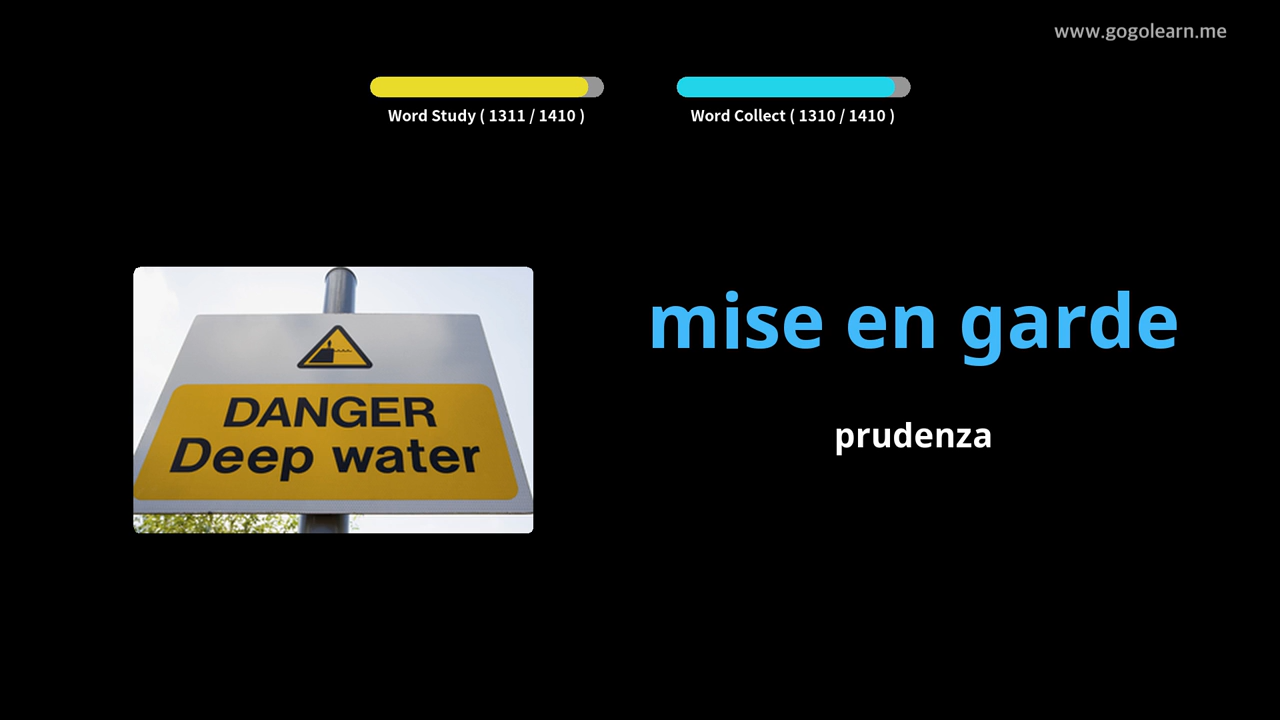 www.gogolearn.me
Word Study ( 1311 / 1410 )
Word Collect ( 1310 / 1410 )
DANGER
Deep water
mise en garde
prudenza